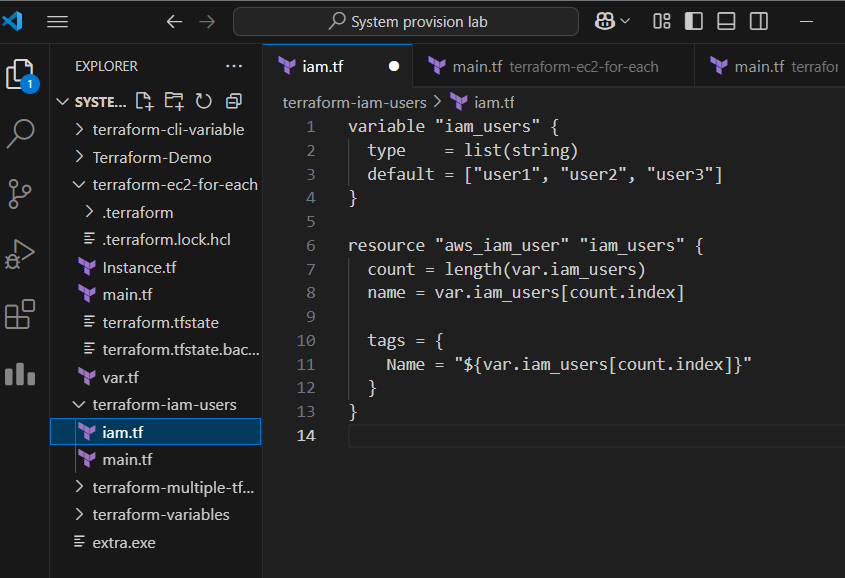 System provision lab
EXPLORER
iam.tf
main.tf terraform-ec2-for-each
main.tf terrafor
1
SYSTE...
terraform-cli-variable
Terraform-Demo
terraform-ec2-for-each
.terraform
.terraform.lock.hcl
Instance.tf
main.tf
terraform.tfstate
terraform.tfstate.bac...
var.tf
terraform-iam-users
iam.tf
main.tf
terraform-multiple-tf...
terraform-variables
extra.exe
terraform-iam-users > iam.tf
1 variable "iam_users" {
2   type    = list(string)
3   default = ["user1", "user2", "user3"]
4 }
5
6 resource "aws_iam_user" "iam_users" {
7   count = length(var.iam_users)
8   name = var.iam_users[count.index]
9
10   tags = {
11     Name = "${var.iam_users[count.index]}"
12   }
13 }
14